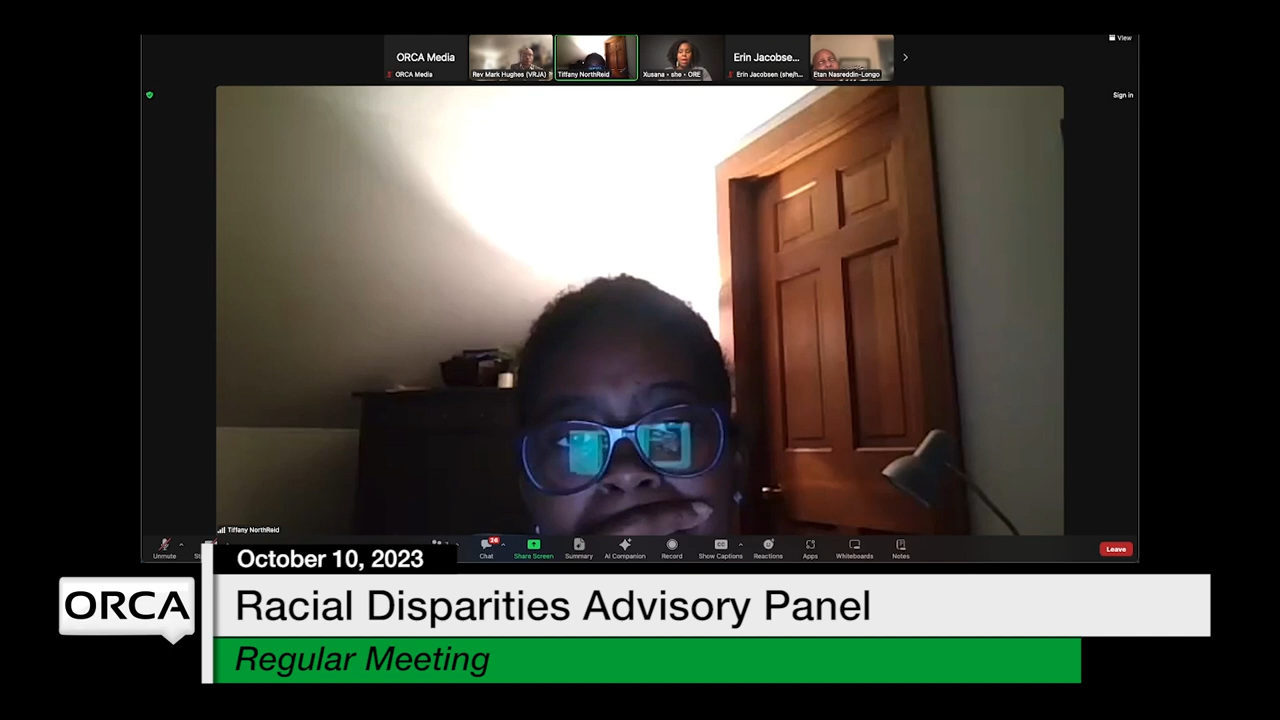 View
ORCA Media
Erin Jacobse...
ORCA Media
Rev Mark Hughes (VRJA)
Tiffany NorthReid
Xusana - she - ORE
Erin Jacobsen (she/h...
Etan Nasreddin-Longo
Sign in
Tiffany NorthReid
Unmute
Chat
26
Share Screen
Summary
AI Companion
Record
CC
Show Captions
Reactions
Apps
Whiteboards
Notes
Leave
October 10, 2023
ORCA
Racial Disparities Advisory Panel
Regular Meeting